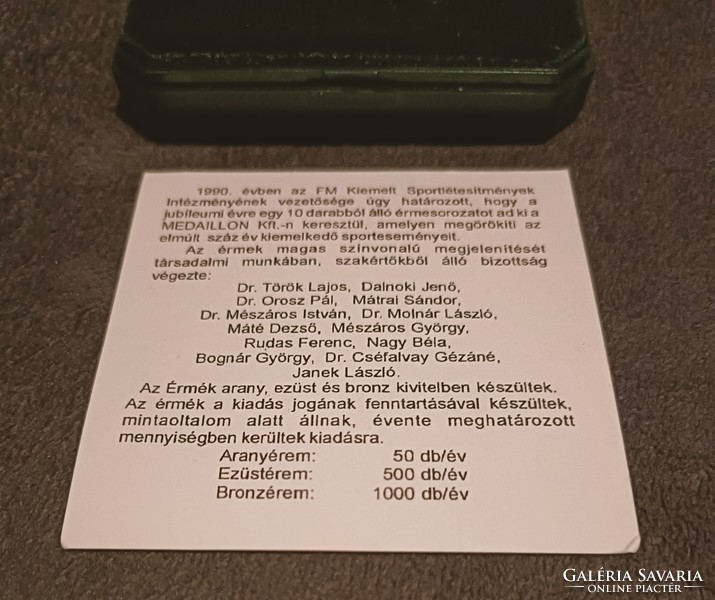 1990. évben az FM Kiemelt Sportlétesítmények
Intézményének vezetősége úgy határozott, hogy a
jubileumi évre egy 10 darabból álló érmesorozatot ad ki a
MEDAILLON Kft.-n keresztül, amelyen megörökíti az
elmúlt száz év kiemelkedő sporteseményeit.
Az érmek magas színvonalú megjelenítését
társadalmi munkában, szakértőkből álló bizottság
végezte:
Dr. Török Lajos, Dalnoki Jenő,
Dr. Orosz Pál, Mátrai Sándor,
Dr. Mészáros István, Dr. Molnár László,
Máté Dezső, Mészáros György,
Rudas Ferenc, Nagy Béla,
Bognár György, Dr. Cséfalvay Gézáné,
Janek László.
Az Érmék arany, ezüst és bronz kivitelben készültek.
Az érmék a kiadás jogának fenntartásával készültek,
mintaoltalom alatt állnak, évente meghatározott
mennyiségben kerültek kiadásra.
Aranyérem: 50 db/év
Ezüstérem: 500 db/év
Bronzérem: 1000 db/év
GALÉRIA SAVARIA
ONLINE PIACTÉR